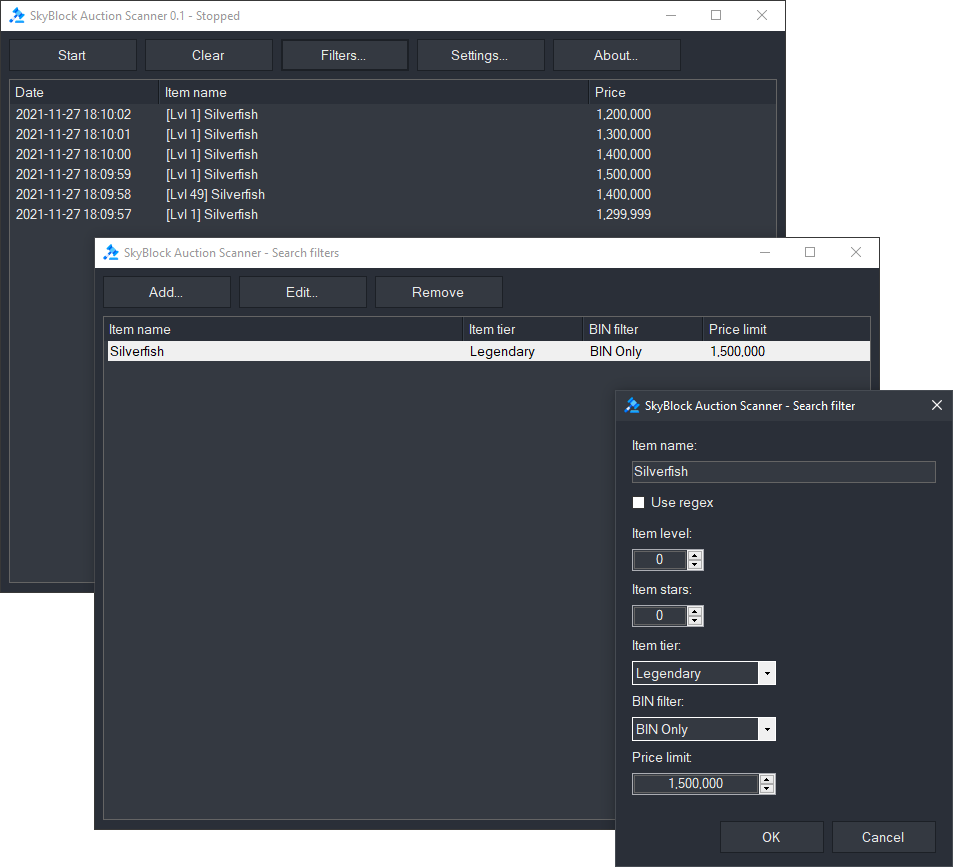 SkyBlock Auction Scanner 0.1 - Stopped
Start Clear Filters... Settings... About...
Date Item name Price
2021-11-27 18:10:02 [Lvl 1] Silverfish 1,200,000
2021-11-27 18:10:01 [Lvl 1] Silverfish 1,300,000
2021-11-27 18:10:00 [Lvl 1] Silverfish 1,400,000
2021-11-27 18:09:59 [Lvl 1] Silverfish 1,500,000
2021-11-27 18:09:58 [Lvl 49] Silverfish 1,400,000
2021-11-27 18:09:57 [Lvl 1] Silverfish 1,299,999
SkyBlock Auction Scanner - Search filters
Add... Edit... Remove
Item name Item tier BIN filter Price limit
Silverfish Legendary BIN Only 1,500,000
SkyBlock Auction Scanner - Search filter
Item name:
Silverfish
Use regex
Item level:
0
Item stars:
0
Item tier:
Legendary
BIN filter:
BIN Only
Price limit:
1,500,000
OK Cancel